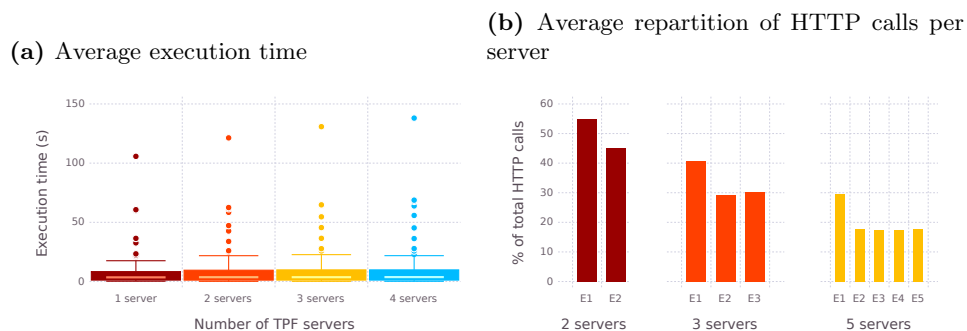 (a) Average execution time
(b) Average repartition of HTTP calls per
server
Execution time (s)
150
100
50
0
1 server
2 servers
3 servers
4 servers
Number of TPF servers
% of total HTTP calls
60
50
40
30
20
10
0
E1 E2
E1 E2 E3
E1 E2 E3 E4 E5
2 servers
3 servers
5 servers